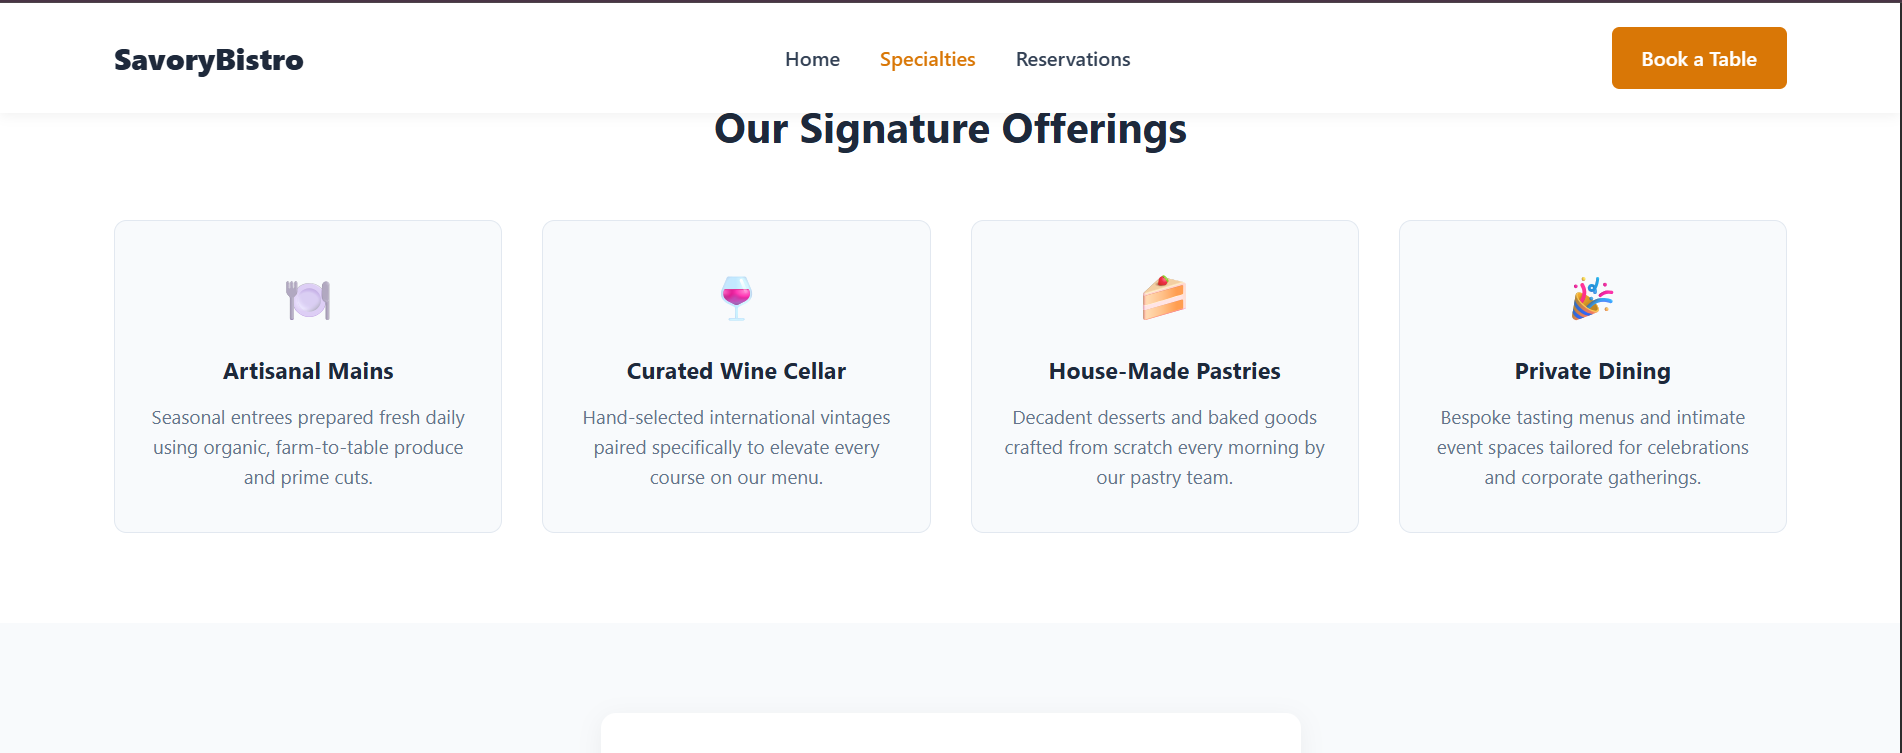 SavoryBistro
Home
Specialties
Reservations
Book a Table
Our Signature Offerings
Artisanal Mains
Seasonal entrees prepared fresh daily
using organic, farm-to-table produce
and prime cuts.
Curated Wine Cellar
Hand-selected international vintages
paired specifically to elevate every
course on our menu.
House-Made Pastries
Decadent desserts and baked goods
crafted from scratch every morning by
our pastry team.
Private Dining
Bespoke tasting menus and intimate
event spaces tailored for celebrations
and corporate gatherings.